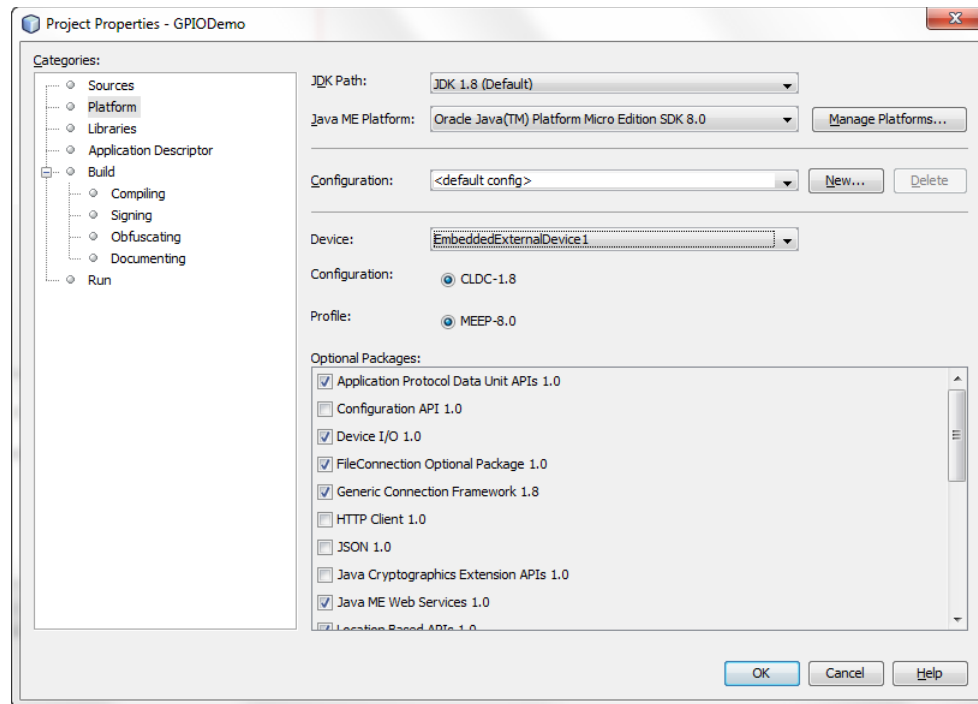 Project Properties - GPIODemo
Categories:
Sources
Platform
Libraries
Application Descriptor
Build
Compiling
Signing
Obfuscating
Documenting
Run
JDK Path:
JDK 1.8 (Default)
Java ME Platform:
Oracle Java(TM) Platform Micro Edition SDK 8.0
Manage Platforms...
Configuration:
<default config>
New...
Delete
Device:
EmbeddedExternalDevice1
Configuration:
CLDC-1.8
Profile:
MEEP-8.0
Optional Packages:
Application Protocol Data Unit APIs 1.0
Configuration API 1.0
Device I/O 1.0
FileConnection Optional Package 1.0
Generic Connection Framework 1.8
HTTP Client 1.0
JSON 1.0
Java Cryptographics Extension APIs 1.0
Java ME Web Services 1.0
Location Based APIs 1.0
OK
Cancel
Help